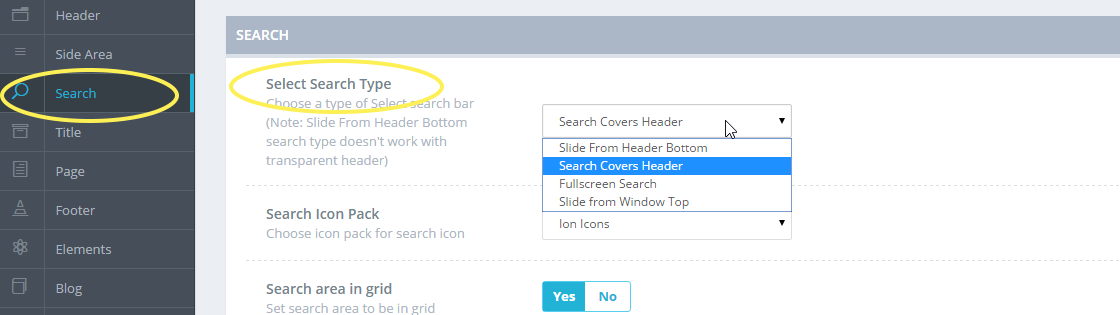 Header
Side Area
Search
Title
Page
Footer
Elements
Blog
SEARCH
Select Search Type
Choose a type of Select search bar
(Note: Slide From Header Bottom
search type doesn't work with
transparent header)
Search Covers Header
Slide From Header Bottom
Search Covers Header
Fullscreen Search
Slide from Window Top
Search Icon Pack
Choose icon pack for search icon
Ion Icons
Search area in grid
Set search area to be in grid
Yes No